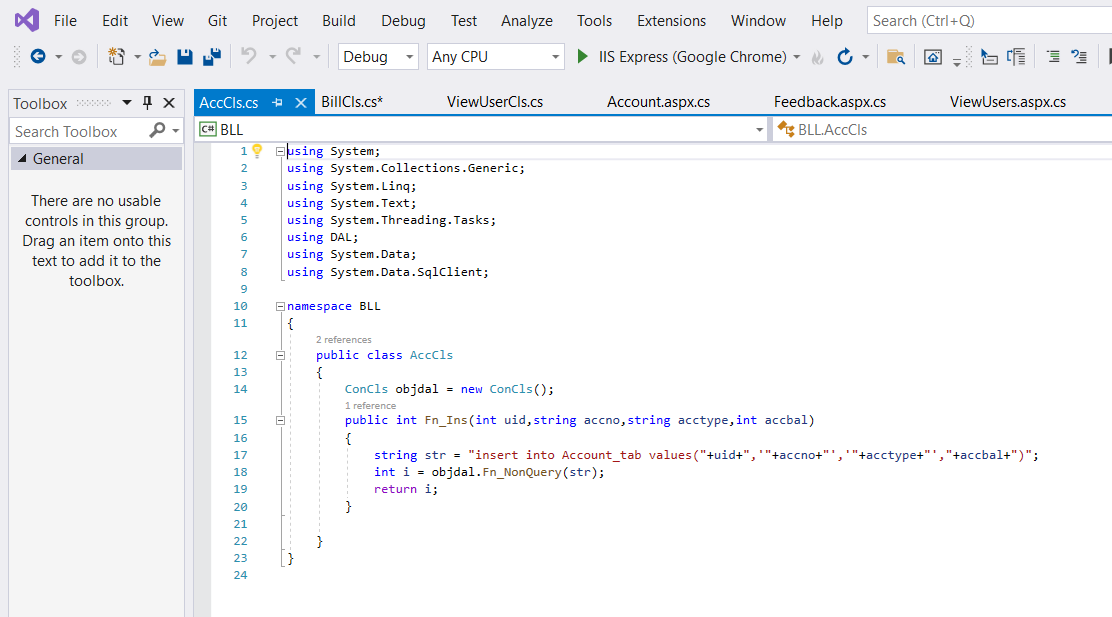 File Edit View Git Project Build Debug Test Analyze Tools Extensions Window Help Search (Ctrl+Q)
Debug Any CPU IIS Express (Google Chrome)
Toolbox
Search Toolbox
General
There are no usable
controls in this group.
Drag an item onto this
text to add it to the
toolbox.
AccCls.cs BillCls.cs* ViewUserCls.cs Account.aspx.cs Feedback.aspx.cs ViewUsers.aspx.cs
C# BLL BLL.AccCls
1 using System;
2 using System.Collections.Generic;
3 using System.Linq;
4 using System.Text;
5 using System.Threading.Tasks;
6 using DAL;
7 using System.Data;
8 using System.Data.SqlClient;
9
10 namespace BLL
11 {
2 references
12 public class AccCls
13 {
14 ConCls objdal = new ConCls();
1 reference
15 public int Fn_Ins(int uid,string accno,string acctype,int accbal)
16 {
17 string str = "insert into Account_tab values("+uid+",'"+accno+"','"+acctype+"',"+accbal+")";
18 int i = objdal.Fn_NonQuery(str);
19 return i;
20 }
21
22 }
23 }
24